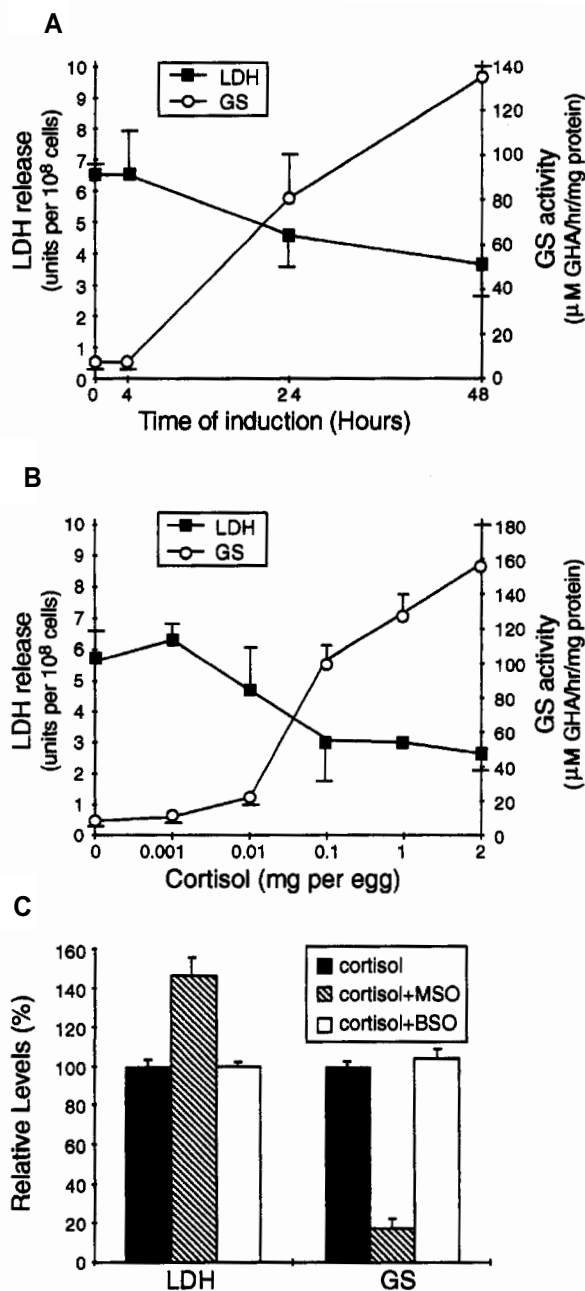 A
LDH
GS
10
9
8
7
6
5
4
3
2
1
0
LDH release
(units per 10⁸ cells)
140
120
100
80
60
40
20
0
GS activity
(μM GHA/hr/mg protein)
0 4 24 48
Time of induction (Hours)
B
LDH
GS
10
9
8
7
6
5
4
3
2
1
0
LDH release
(units per 10⁸ cells)
180
160
140
120
100
80
60
40
20
0
GS activity
(μM GHA/hr/mg protein)
0 0.001 0.01 0.1 1 2
Cortisol (mg per egg)
C
cortisol
cortisol+MSO
cortisol+BSO
160
140
120
100
80
60
40
20
0
Relative Levels (%)
LDH GS